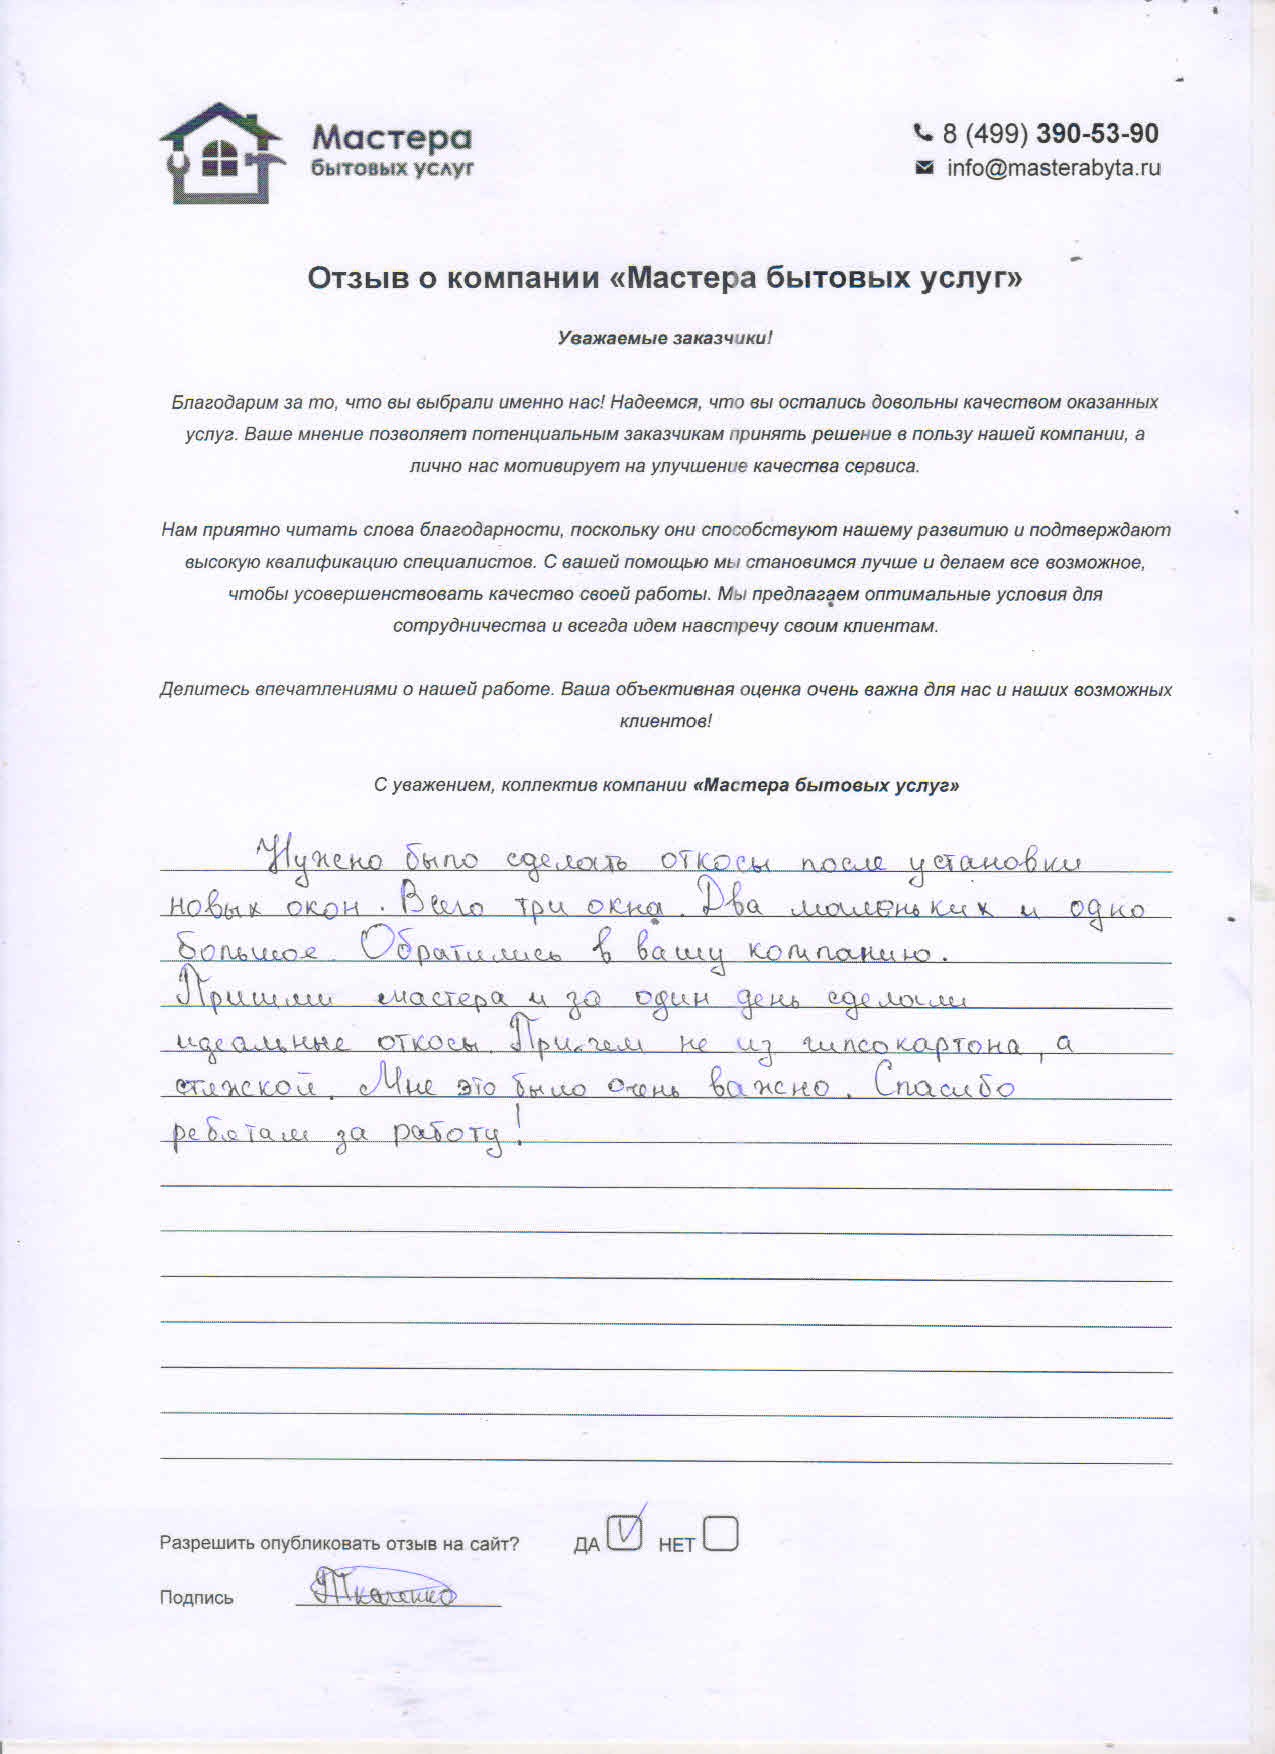 Мастера
бытовых услуг
8 (499) 390-53-90
info@masterabyta.ru
Отзыв о компании «Мастера бытовых услуг»
Уважаемые заказчики!
Благодарим за то, что вы выбрали именно нас! Надеемся, что вы остались довольны качеством оказанных
услуг. Ваше мнение позволяет потенциальным заказчикам принять решение в пользу нашей компании, а
лично нас мотивирует на улучшение качества сервиса.
Нам приятно читать слова благодарности, поскольку они способствуют нашему развитию и подтверждают
высокую квалификацию специалистов. С вашей помощью мы становимся лучше и делаем все возможное,
чтобы усовершенствовать качество своей работы. Мы предлагаем оптимальные условия для
сотрудничества и всегда идем навстречу своим клиентам.
Делитесь впечатлениями о нашей работе. Ваша объективная оценка очень важна для нас и наших возможных
клиентов!
С уважением, коллектив компании «Мастера бытовых услуг»
Нужно было сделать откосы после установки
новых окон. Всего три окна. Два маленьких и одно
большое. Обратились в вашу компанию.
Пришли мастера и за один день сделали
идеальные откосы. Причем не из гипсокартона, а
стяжкой. Мне это было очень важно. Спасибо
ребятам за работу!
Разрешить опубликовать отзыв на сайт? ДА НЕТ
Подпись Ткаченко